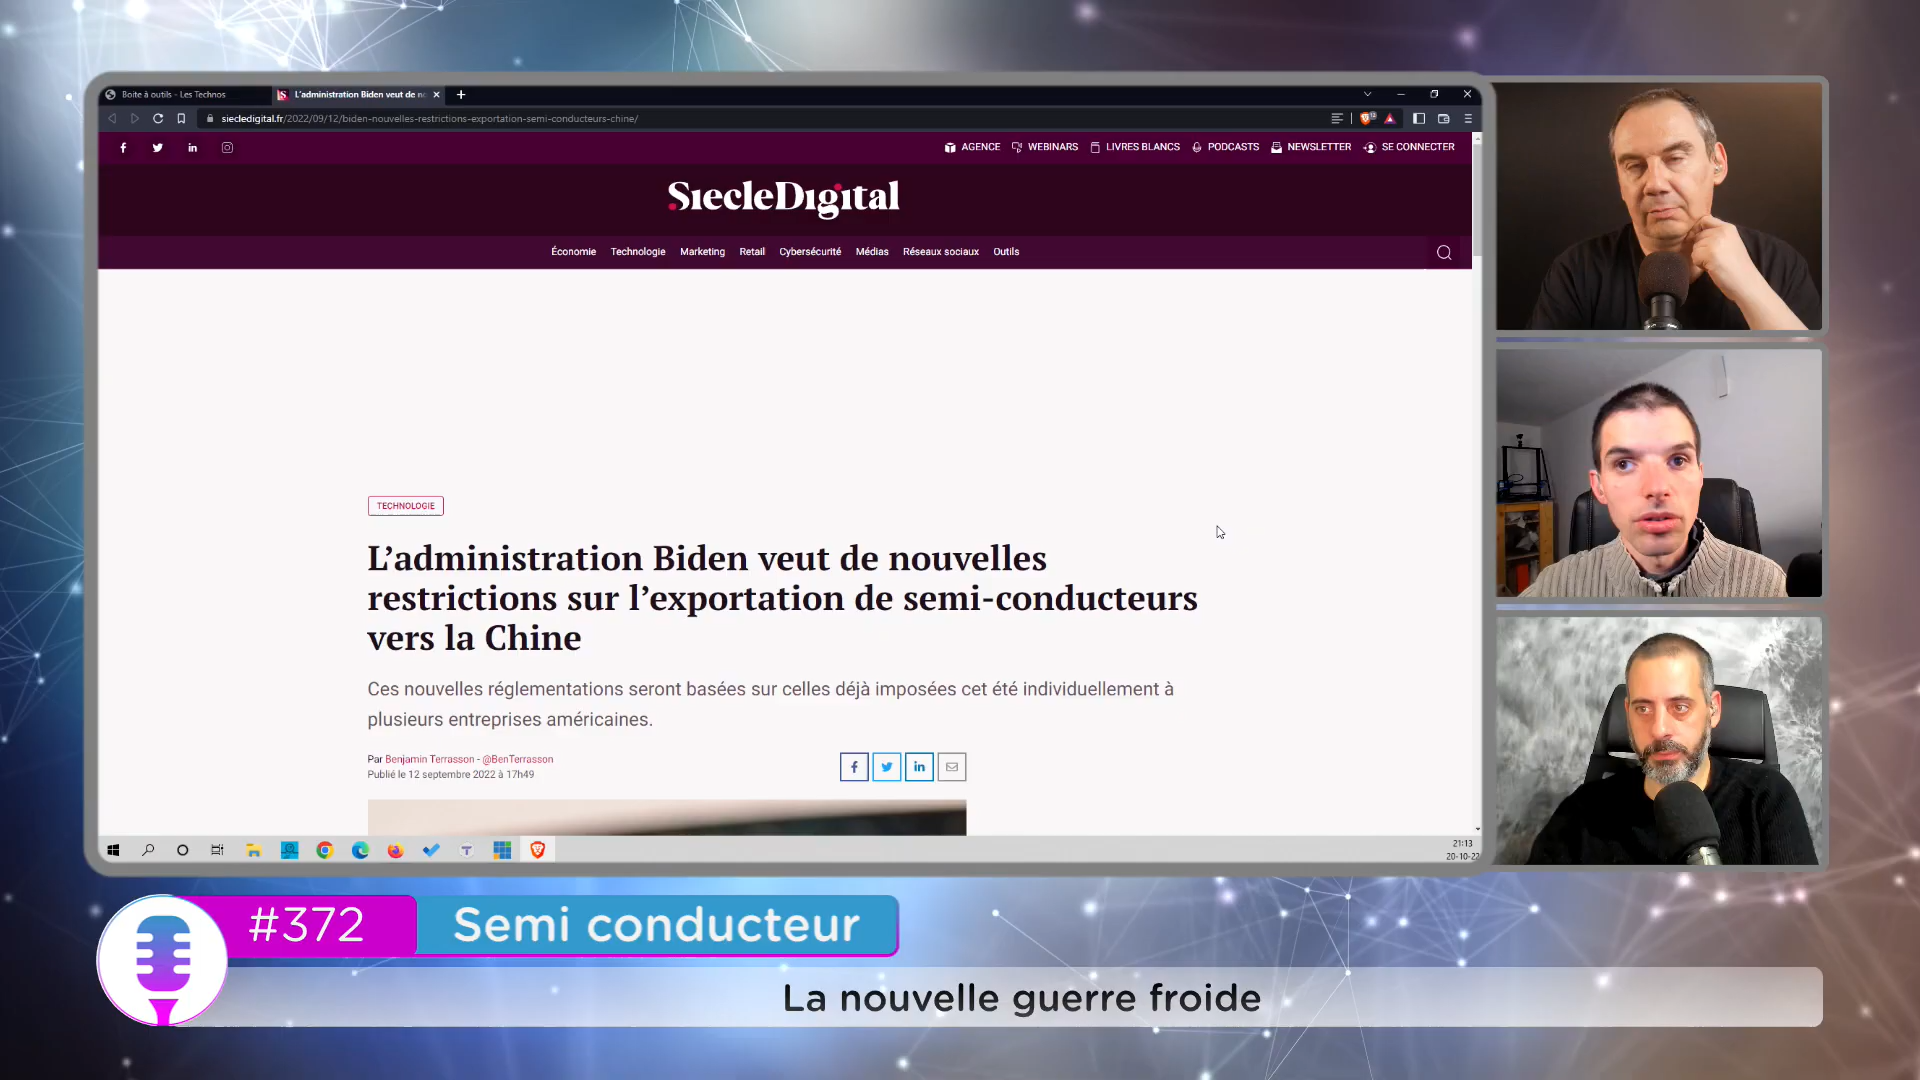 Boite à outils - Les Technos
L'administration Biden veut de n
siecledigital.fr/2022/09/12/biden-nouvelles-restrictions-exportation-semi-conducteurs-chine/
AGENCE WEBINARS LIVRES BLANCS PODCASTS NEWSLETTER SE CONNECTER
SIECLEDIGITAL
Économie Technologie Marketing Retail Cybersécurité Médias Réseaux sociaux Outils
TECHNOLOGIE
L’administration Biden veut de nouvelles
restrictions sur l’exportation de semi-conducteurs
vers la Chine
Ces nouvelles réglementations seront basées sur celles déjà imposées cet été individuellement à
plusieurs entreprises américaines.
Par Benjamin Terrasson - @BenTerrasson
Publié le 12 septembre 2022 à 17h49
21:13
20-10-22
#372 Semi conducteur
La nouvelle guerre froide